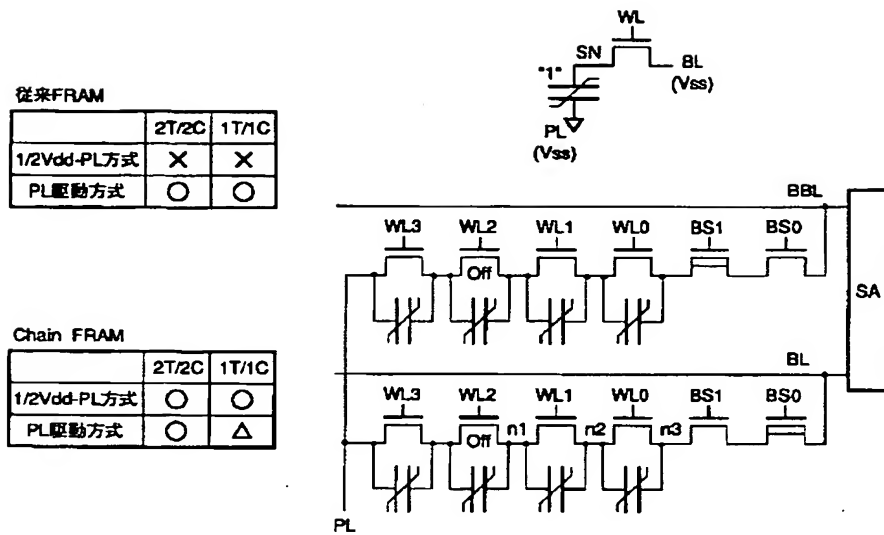 従来FRAM
2T/2C 1T/1C
1/2Vdd-PL方式 × ×
PL駆動方式 ○ ○
WL
SN
BL
(Vss)
"1"
PL
(Vss)
BBL
WL3 WL2 WL1 WL0 BS1 BS0
Off
SA
Chain FRAM
2T/2C 1T/1C
1/2Vdd-PL方式 ○ ○
PL駆動方式 ○ △
BL
WL3 WL2 WL1 WL0 BS1 BS0
Off n1 n2 n3
PL